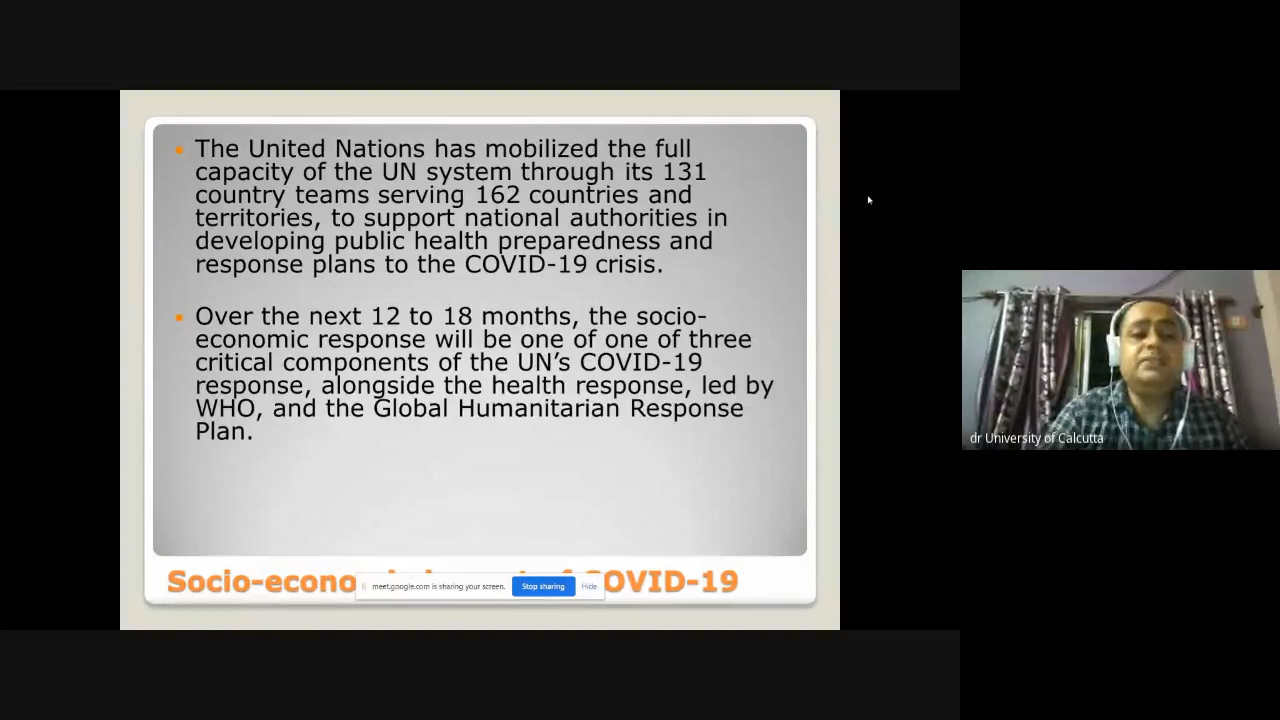 The United Nations has mobilized the full
capacity of the UN system through its 131
country teams serving 162 countries and
territories, to support national authorities in
developing public health preparedness and
response plans to the COVID-19 crisis.
Over the next 12 to 18 months, the socio-
economic response will be one of one of three
critical components of the UN’s COVID-19
response, alongside the health response, led by
WHO, and the Global Humanitarian Response
Plan.
dr University of Calcutta
COVID-19
meet.google.com is sharing your screen. Stop sharing Hide